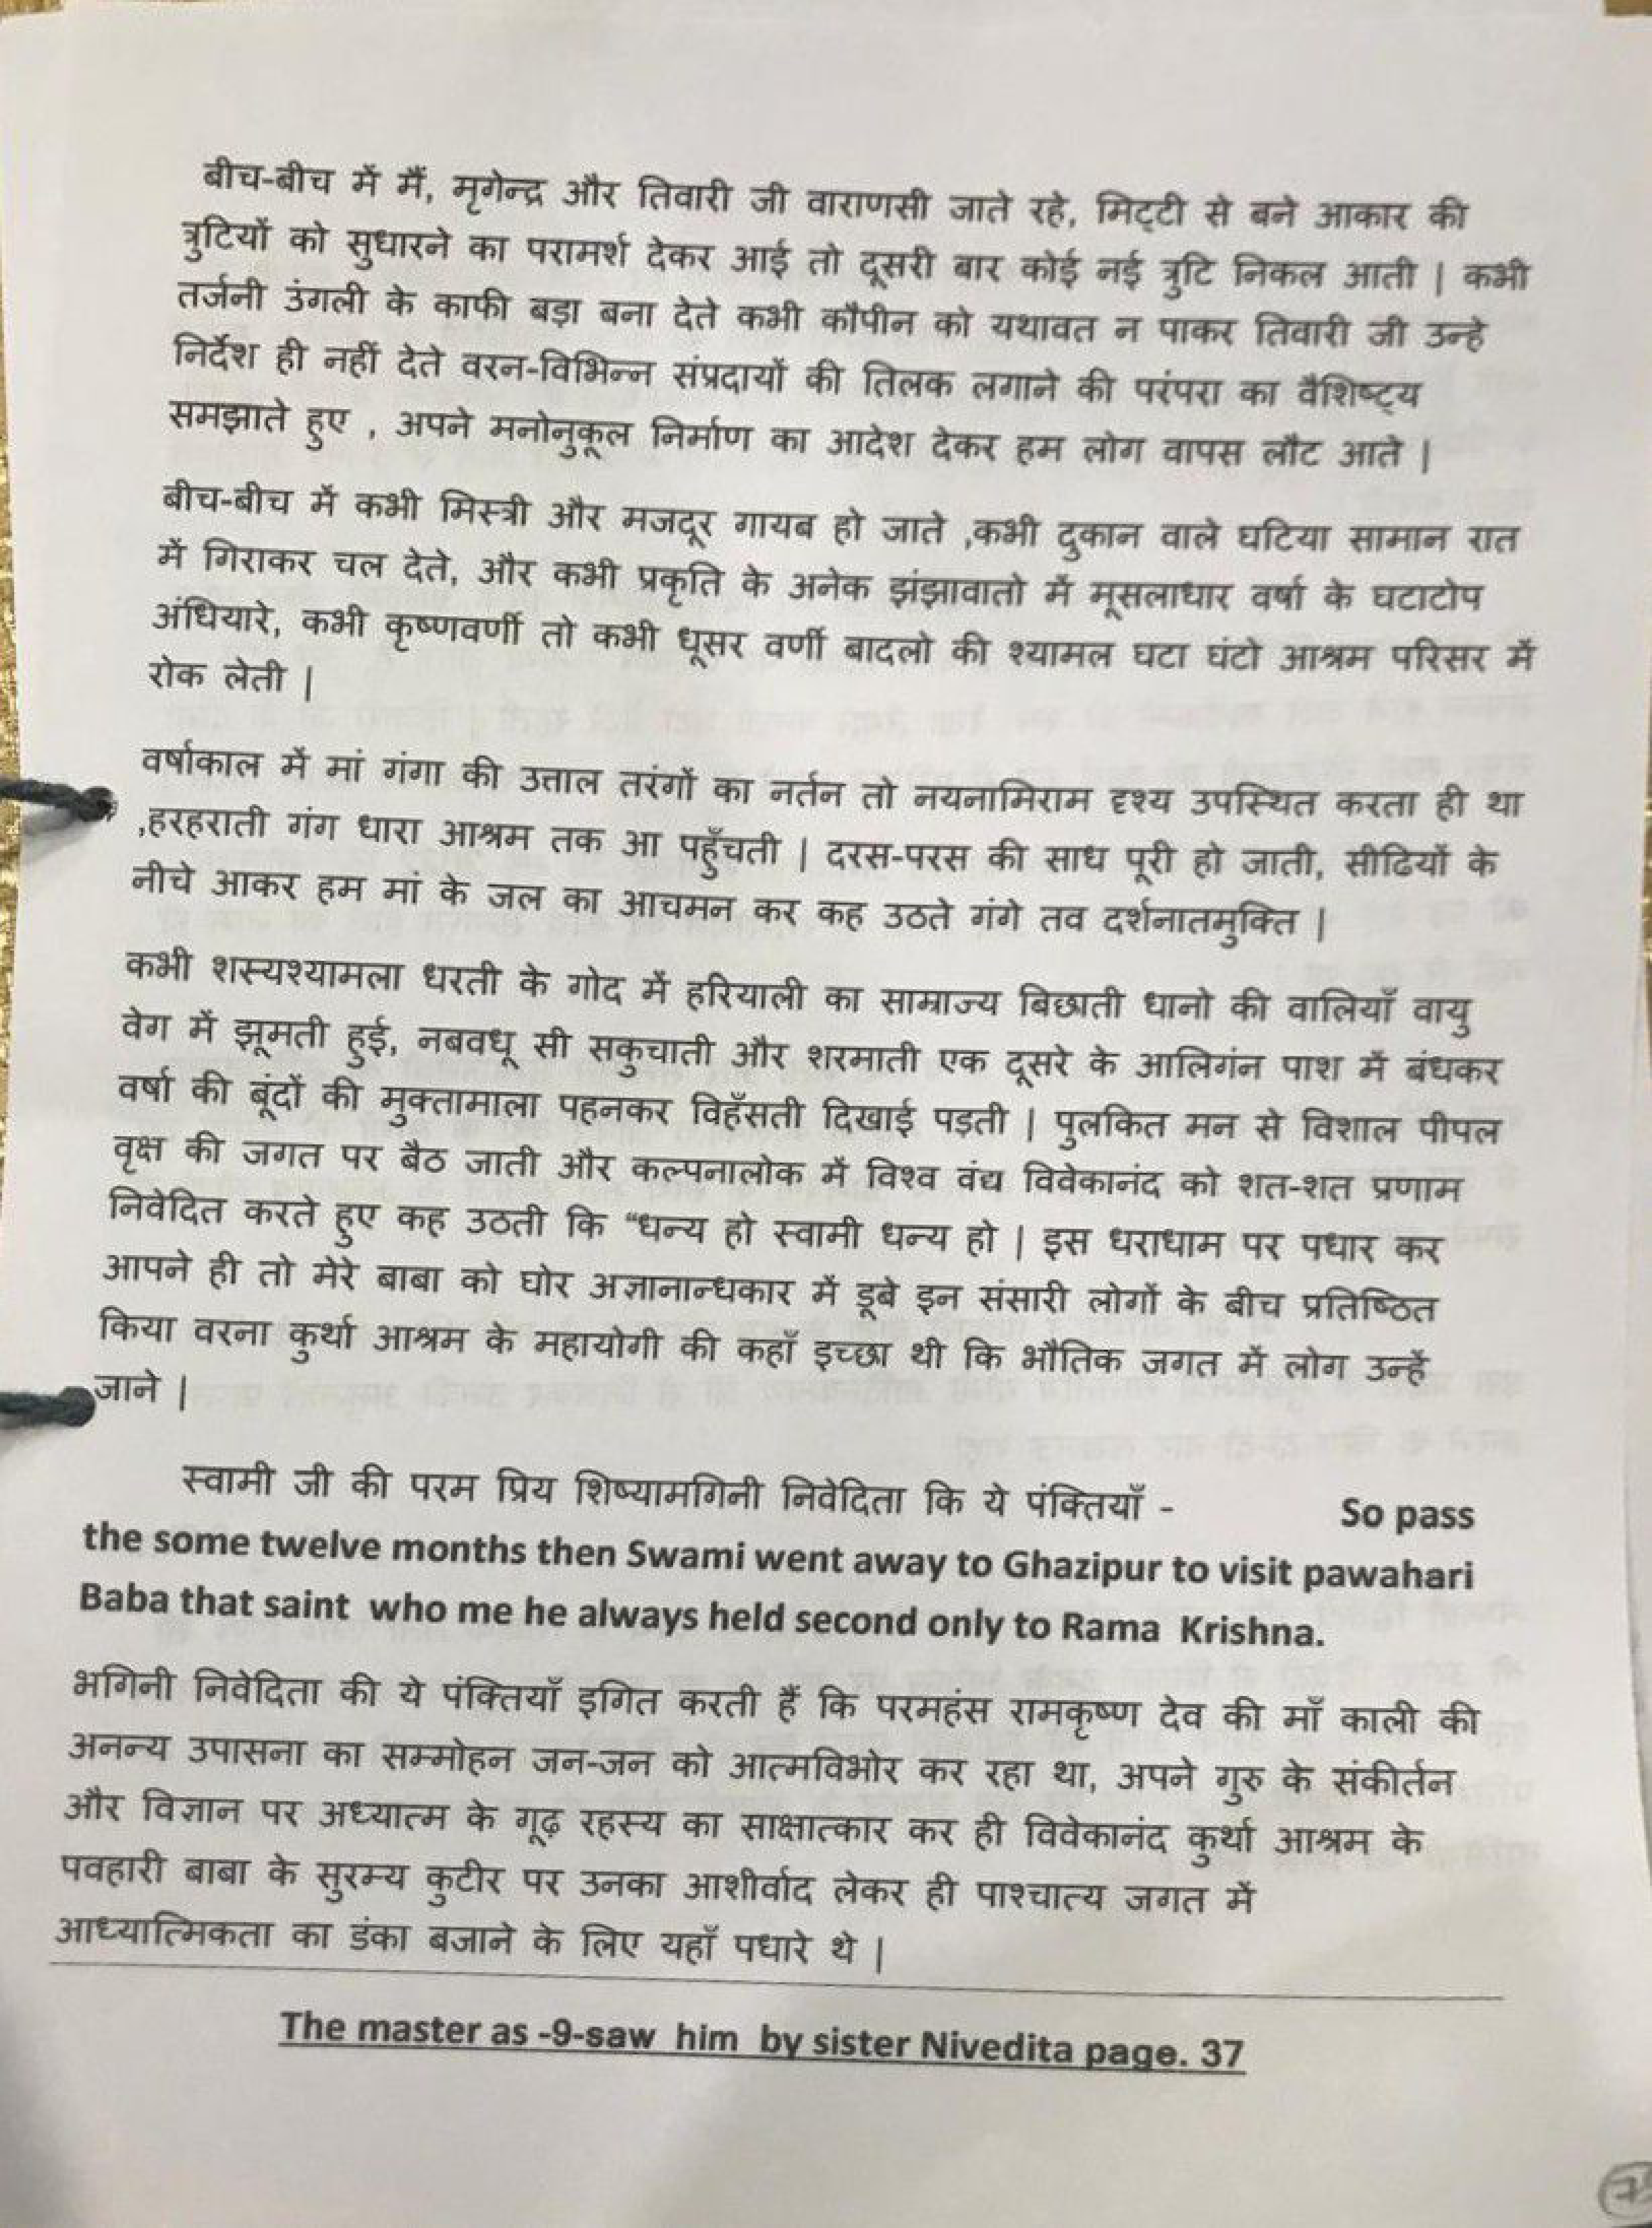 बीच-बीच में मैं, मृगेन्द्र और तिवारी जी वाराणसी जाते रहे, मिट्टी से बने आकार की
त्रुटियों को सुधारने का परामर्श देकर आई तो दूसरी बार कोई नई त्रुटि निकल आती | कभी
तर्जनी उंगली के काफी बड़ा बना देते कभी कौपीन को यथावत न पाकर तिवारी जी उन्हे
निर्देश ही नहीं देते वरन-विभिन्न संप्रदायों की तिलक लगाने की परंपरा का वैशिष्ट्य
समझाते हुए , अपने मनोनुकूल निर्माण का आदेश देकर हम लोग वापस लौट आते |
बीच-बीच में कभी मिस्त्री और मजदूर गायब हो जाते ,कभी दुकान वाले घटिया सामान रात
में गिराकर चल देते, और कभी प्रकृति के अनेक झंझावातो में मूसलाधार वर्षा के घटाटोप
अंधियारे, कभी कृष्णवर्णी तो कभी धूसर वर्णी बादलो की श्यामल घटा घंटो आश्रम परिसर में
रोक लेती |
वर्षाकाल में मां गंगा की उत्ताल तरंगों का नर्तन तो नयनामिराम दृश्य उपस्थित करता ही था
,हरहराती गंग धारा आश्रम तक आ पहुँचती | दरस-परस की साध पूरी हो जाती, सीढियों के
नीचे आकर हम मां के जल का आचमन कर कह उठते गंगे तव दर्शनातमुक्ति |
कभी शस्यश्यामला धरती के गोद में हरियाली का साम्राज्य बिछाती धानो की वालियाँ वायु
वेग में झूमती हुई, नबवधू सी सकुचाती और शरमाती एक दूसरे के आलिगंन पाश में बंधकर
वर्षा की बूंदों की मुक्तामाला पहनकर विहँसती दिखाई पड़ती | पुलकित मन से विशाल पीपल
वृक्ष की जगत पर बैठ जाती और कल्पनालोक में विश्व वंद्य विवेकानंद को शत-शत प्रणाम
निवेदित करते हुए कह उठती कि “धन्य हो स्वामी धन्य हो | इस धराधाम पर पधार कर
आपने ही तो मेरे बाबा को घोर अज्ञानान्धकार में डूबे इन संसारी लोगों के बीच प्रतिष्ठित
किया वरना कुर्था आश्रम के महायोगी की कहाँ इच्छा थी कि भौतिक जगत में लोग उन्हें
जाने |
स्वामी जी की परम प्रिय शिष्यामगिनी निवेदिता कि ये पंक्तियाँ - So pass
the some twelve months then Swami went away to Ghazipur to visit pawahari
Baba that saint who me he always held second only to Rama Krishna.
भगिनी निवेदिता की ये पंक्तियाँ इगित करती हैं कि परमहंस रामकृष्ण देव की माँ काली की
अनन्य उपासना का सम्मोहन जन-जन को आत्मविभोर कर रहा था, अपने गुरु के संकीर्तन
और विज्ञान पर अध्यात्म के गूढ़ रहस्य का साक्षात्कार कर ही विवेकानंद कुर्था आश्रम के
पवहारी बाबा के सुरम्य कुटीर पर उनका आशीर्वाद लेकर ही पाश्चात्य जगत में
आध्यात्मिकता का डंका बजाने के लिए यहाँ पधारे थे |
The master as -9-saw him by sister Nivedita page. 37